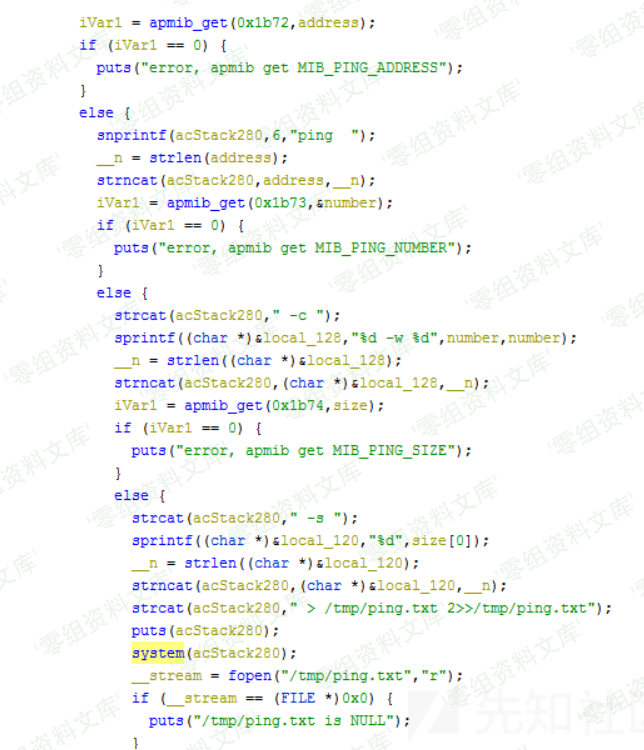 iVar1 = apmib_get(0x1b72,address);
if (iVar1 == 0) {
puts("error, apmib get MIB_PING_ADDRESS");
}
else {
snprintf(acStack280,6,"ping  ");
__n = strlen(address);
strncat(acStack280,address,__n);
iVar1 = apmib_get(0x1b73,&number);
if (iVar1 == 0) {
puts("error, apmib get MIB_PING_NUMBER");
}
else {
strcat(acStack280," -c ");
sprintf((char *)&local_128,"%d -w %d",number,number);
__n = strlen((char *)&local_128);
strncat(acStack280,(char *)&local_128,__n);
iVar1 = apmib_get(0x1b74,size);
if (iVar1 == 0) {
puts("error, apmib get MIB_PING_SIZE");
}
else {
strcat(acStack280," -s ");
sprintf((char *)&local_120,"%d",size[0]);
__n = strlen((char *)&local_120);
strncat(acStack280,(char *)&local_120,__n);
strcat(acStack280," > /tmp/ping.txt 2>>/tmp/ping.txt");
puts(acStack280);
system(acStack280);
__stream = fopen("/tmp/ping.txt","r");
if (__stream == (FILE *)0x0) {
puts("/tmp/ping.txt is NULL");
}
零组资料文库
先知社区